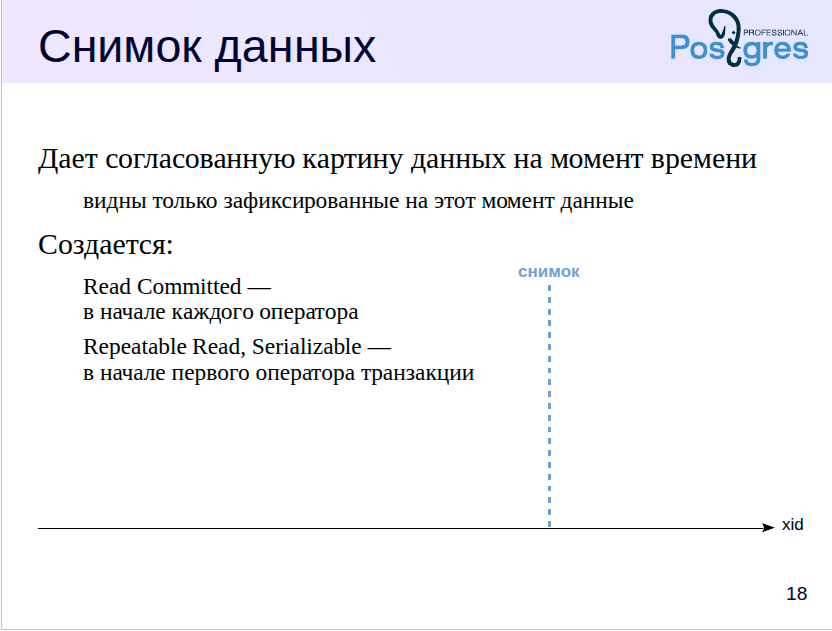 Снимок данных
PROFESSIONAL
Postgres
Дает согласованную картину данных на момент времени
видны только зафиксированные на этот момент данные
Создается:
снимок
Read Committed —
в начале каждого оператора
Repeatable Read, Serializable —
в начале первого оператора транзакции
xid
18